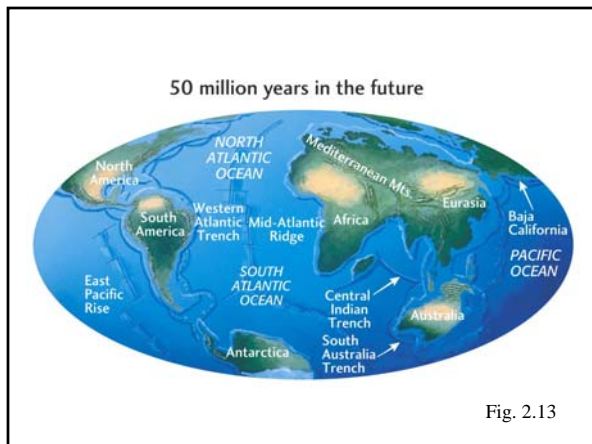 50 million years in the future
NORTH
ATLANTIC
OCEAN
Mediterranean Mts.
North
America
South
America
Western
Atlantic
Trench
Mid-Atlantic
Ridge
Africa
Eurasia
Baja
California
PACIFIC
OCEAN
East
Pacific
Rise
SOUTH
ATLANTIC
OCEAN
Central
Indian
Trench
Australia
South
Australia
Trench
Antarctica
Fig. 2.13